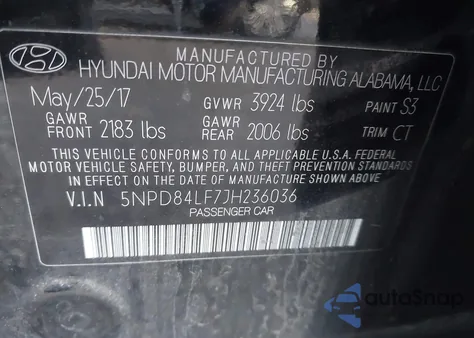 MANUFACTURED BY
HYUNDAI MOTOR MANUFACTURING ALABAMA, LLC
May/25/17 GVWR 3924 lbs PAINT S3
GAWR FRONT 2183 lbs GAWR REAR 2006 lbs TRIM CT
THIS VEHICLE CONFORMS TO ALL APPLICABLE U.S.A. FEDERAL
MOTOR VEHICLE SAFETY, BUMPER, AND THEFT PREVENTION STANDARDS
IN EFFECT ON THE DATE OF MANUFACTURE SHOWN ABOVE.
V.I.N 5NPD84LF7JH236036
PASSENGER CAR
autoSnap